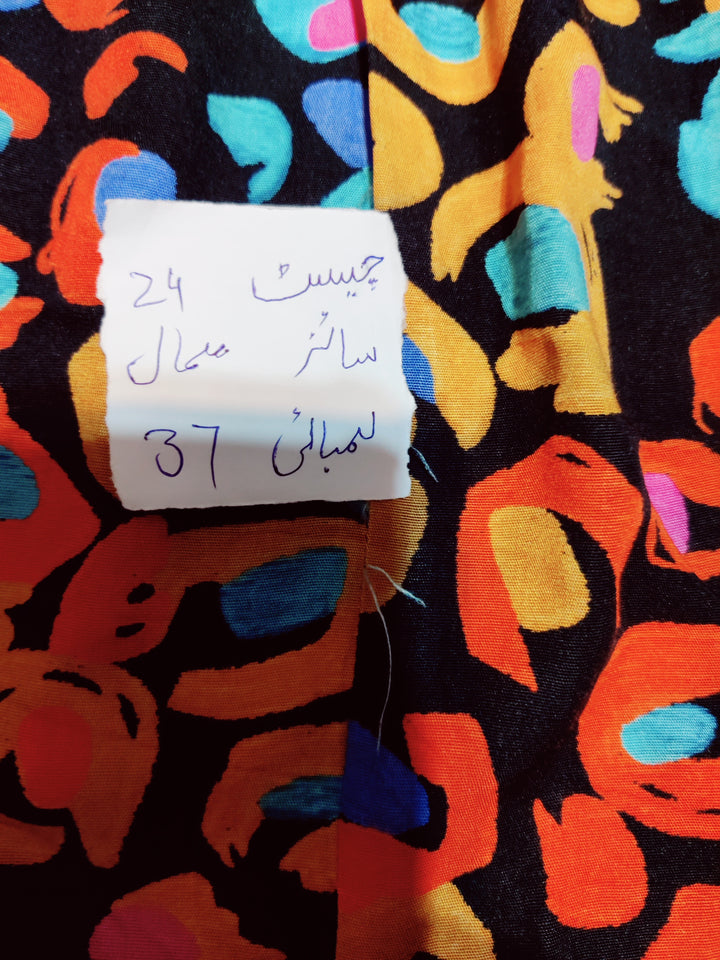 چیسٹ 24
سائز سمال
لمبائی 37